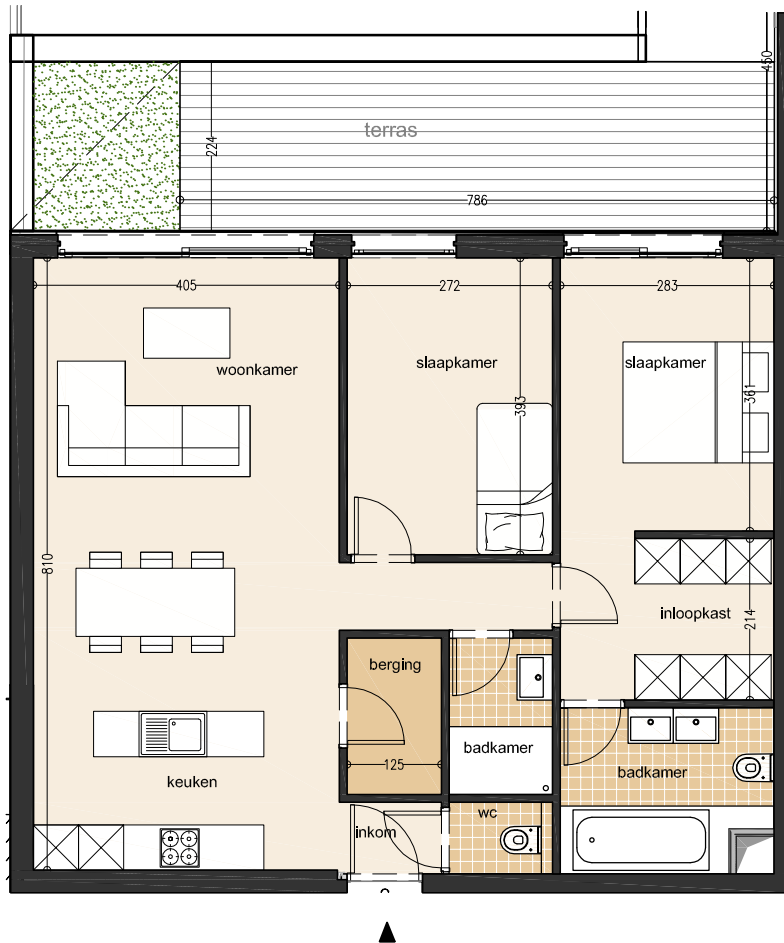 450
terras
224
786
405
272
283
woonkamer
slaapkamer
slaapkamer
361
393
810
inloopkast
214
berging
badkamer
125
badkamer
keuken
inkom
wc